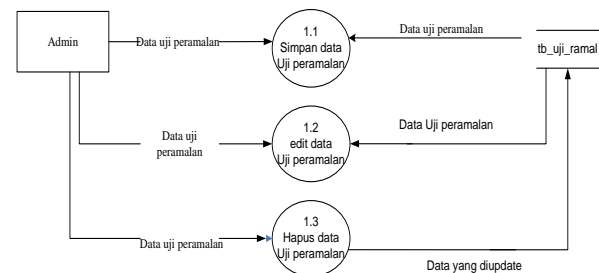 Admin
Data uji peramalan
1.1
Simpan data
Uji peramalan
Data uji peramalan
tb_uji_ramal
Data uji
peramalan
1.2
edit data
Uji peramalan
Data Uji peramalan
Data uji peramalan
1.3
Hapus data
Uji peramalan
Data yang diupdate